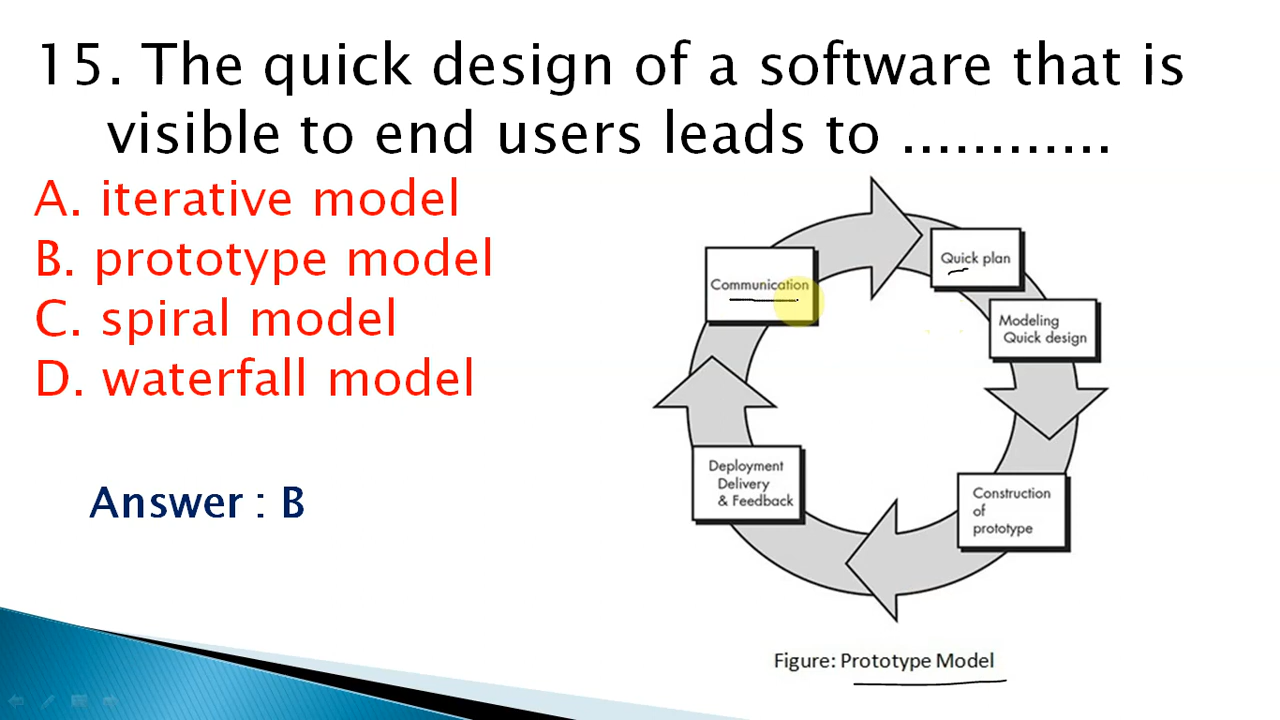 15. The quick design of a software that is
visible to end users leads to ............
A. iterative model
B. prototype model
C. spiral model
D. waterfall model
Answer : B
Communication
Quick plan
Modeling
Quick design
Construction
of
prototype
Deployment
Delivery
& Feedback
Figure: Prototype Model